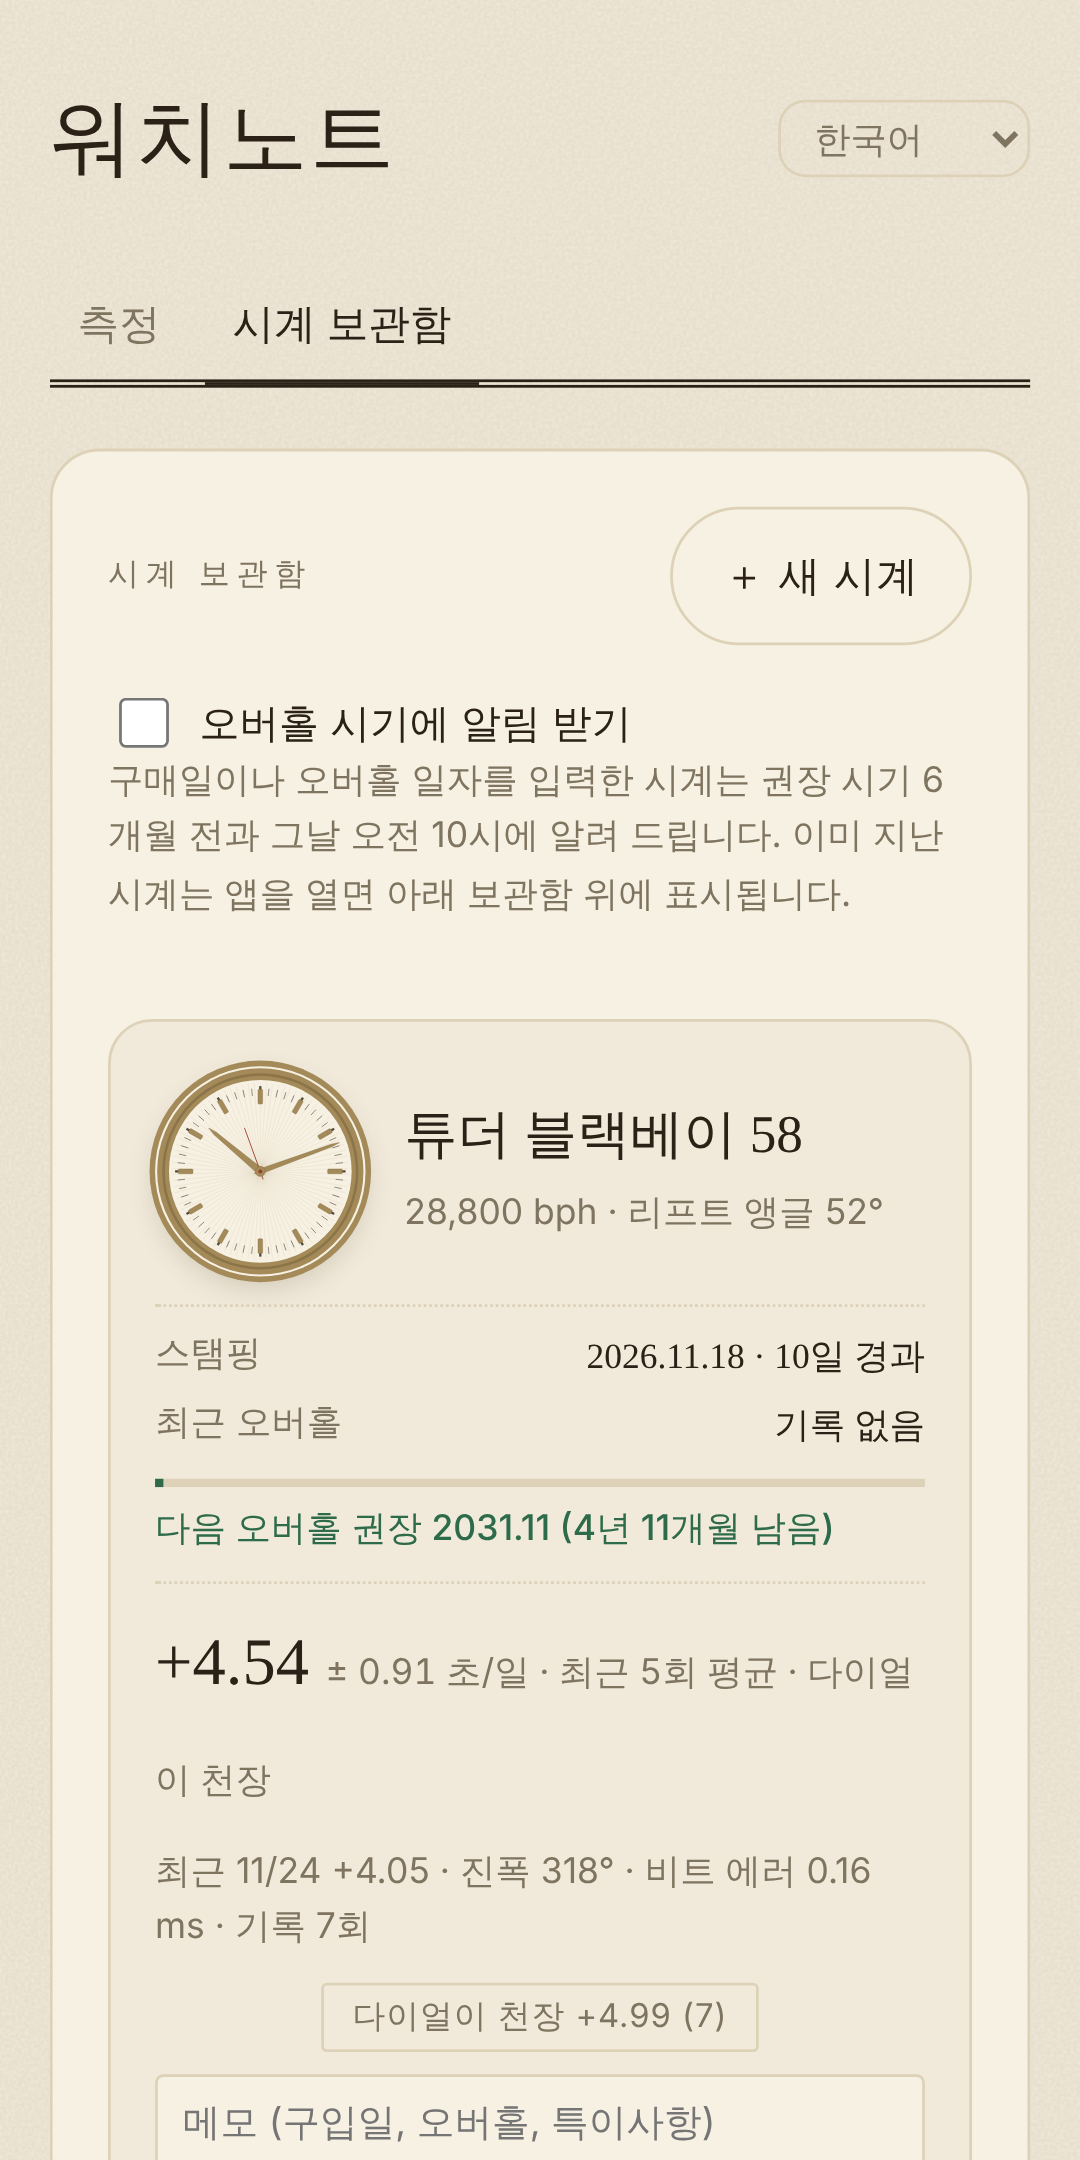 워치노트
한국어
측정
시계 보관함
시계 보관함
+ 새 시계
오버홀 시기에 알림 받기
구매일이나 오버홀 일자를 입력한 시계는 권장 시기 6
개월 전과 그날 오전 10시에 알려 드립니다. 이미 지난
시계는 앱을 열면 아래 보관함 위에 표시됩니다.
튜더 블랙베이 58
28,800 bph · 리프트 앵글 52°
스탬핑
2026.11.18 · 10일 경과
최근 오버홀
기록 없음
다음 오버홀 권장 2031.11 (4년 11개월 남음)
+4.54 ± 0.91 초/일 · 최근 5회 평균 · 다이얼
이 천장
최근 11/24 +4.05 · 진폭 318° · 비트 에러 0.16
ms · 기록 7회
다이얼이 천장 +4.99 (7)
메모 (구입일, 오버홀, 특이사항)